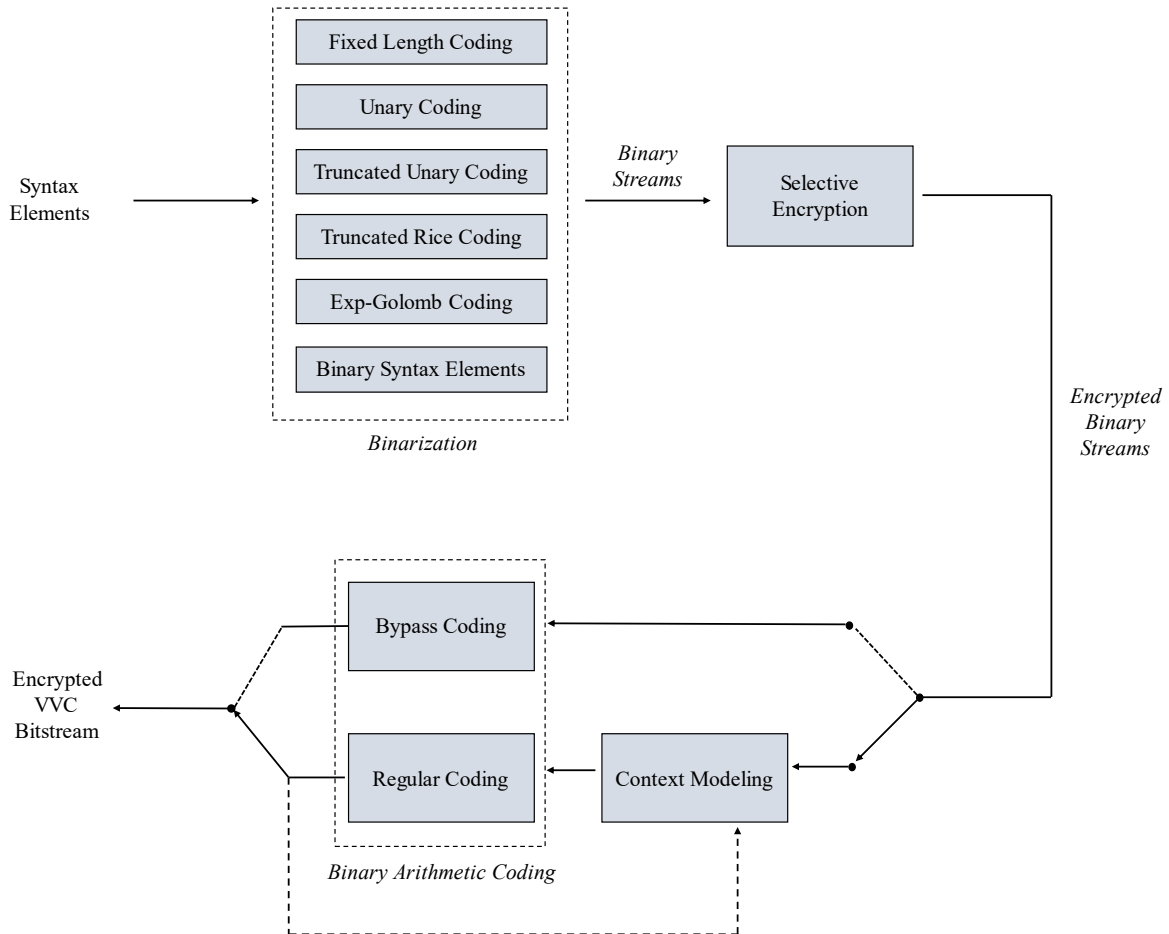 Fixed Length Coding
Unary Coding
Truncated Unary Coding
Truncated Rice Coding
Exp-Golomb Coding
Binary Syntax Elements
Binarization
Syntax
Elements
Binary
Streams
Selective
Encryption
Encrypted
Binary
Streams
Bypass Coding
Regular Coding
Context Modeling
Binary Arithmetic Coding
Encrypted
VVC
Bitstream